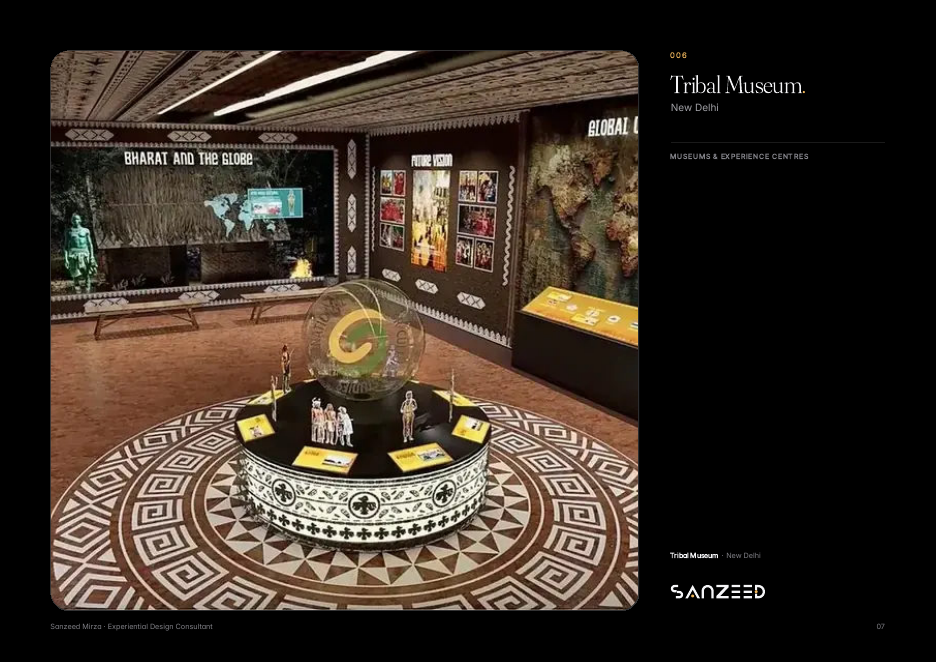 006
Tribal Museum.
New Delhi
MUSEUMS & EXPERIENCE CENTRES
BHARAT AND THE GLOBE
FUTURE VISION
GLOBAL
Tribal Museum · New Delhi
SANZEED
Sanzeed Mirza · Experiential Design Consultant
07